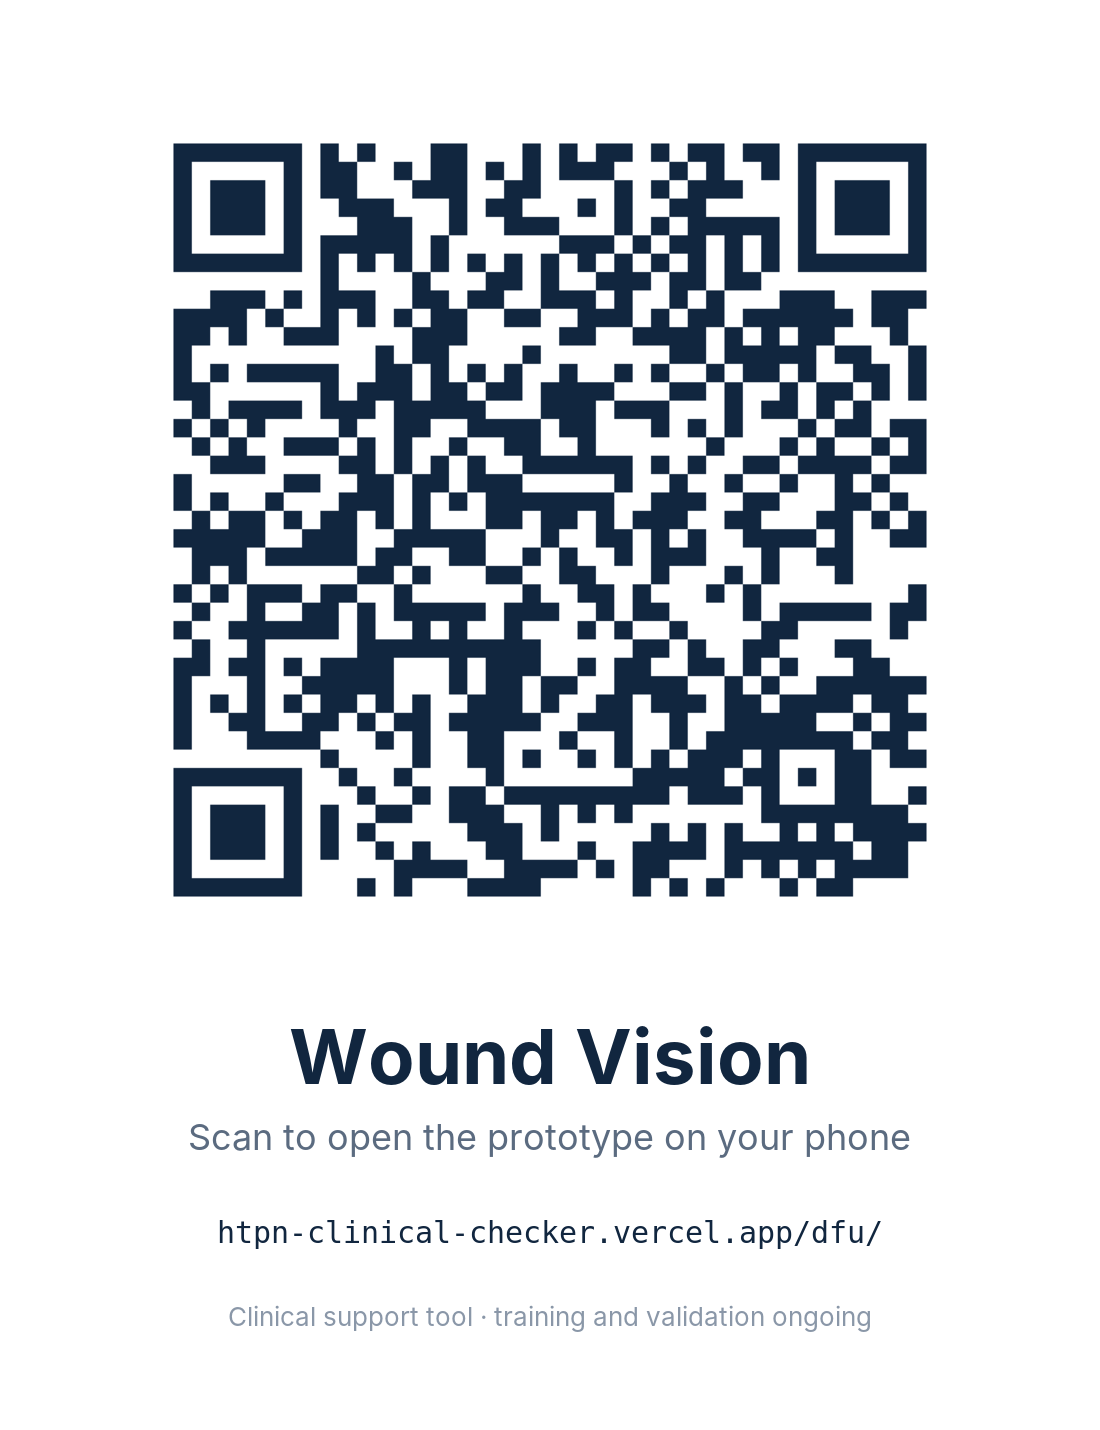 Wound Vision
Scan to open the prototype on your phone
htpn-clinical-checker.vercel.app/dfu/
Clinical support tool · training and validation ongoing